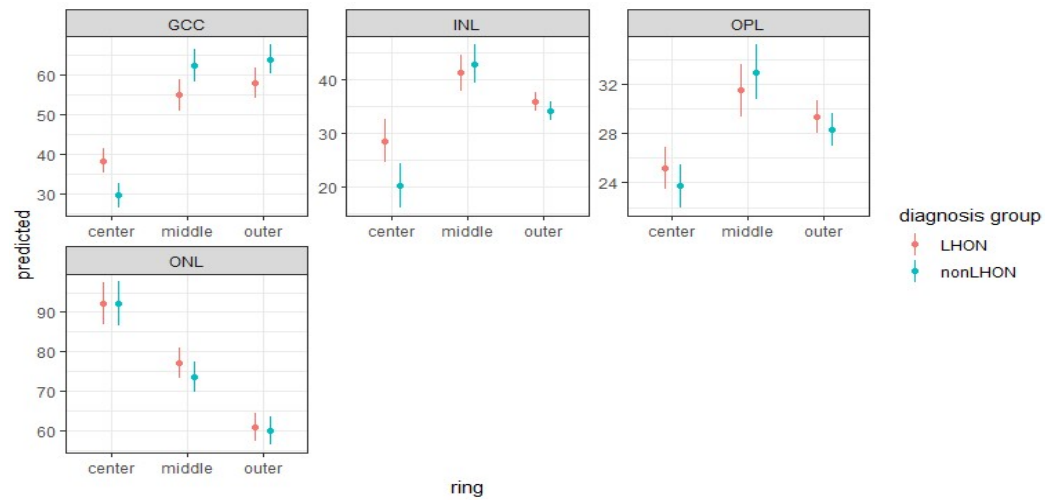 GCC
INL
OPL
60
50
40
30
40
30
20
32
28
24
center middle outer
center middle outer
center middle outer
predicted
diagnosis group
LHON
nonLHON
ONL
90
80
70
60
center middle outer
ring